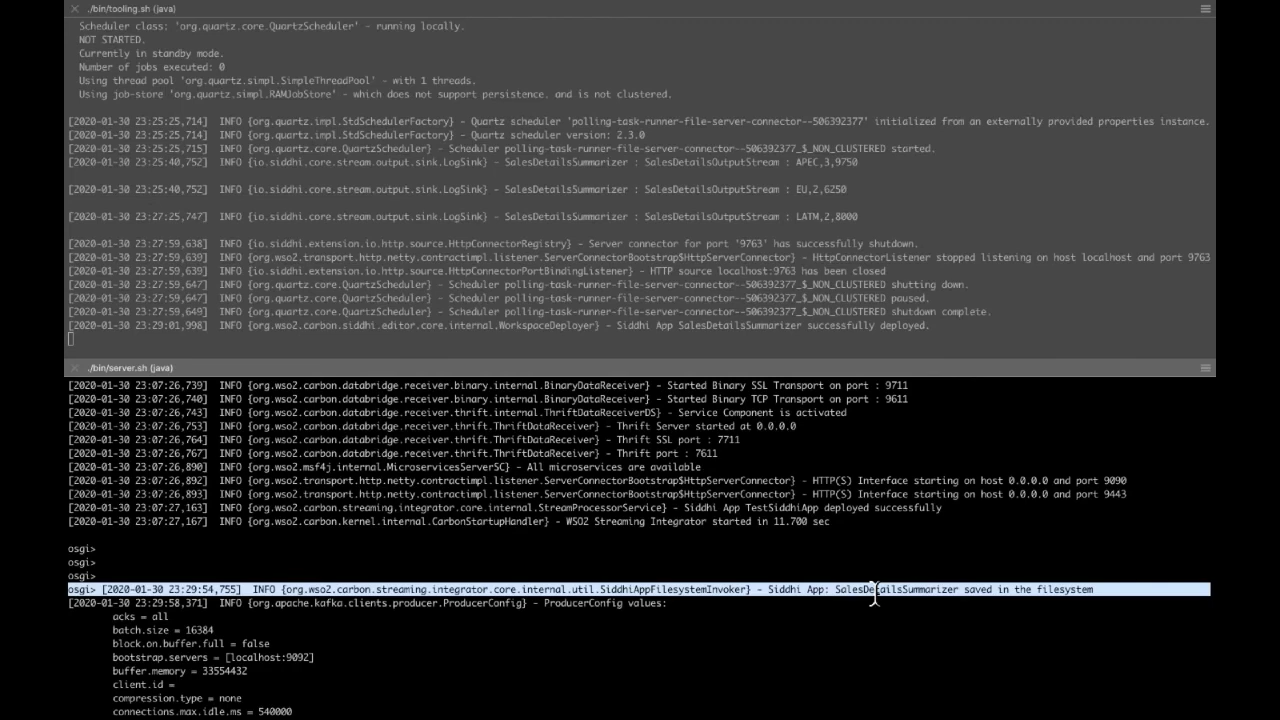 ./bin/tooling.sh (java)
Scheduler class: 'org.quartz.core.QuartzScheduler' - running locally.
NOT STARTED.
Currently in standby mode.
Number of jobs executed: 0
Using thread pool 'org.quartz.simpl.SimpleThreadPool' - with 1 threads.
Using job-store 'org.quartz.simpl.RAMJobStore' - which does not support persistence. and is not clustered.
[2020-01-30 23:25:25,714] INFO {org.quartz.impl.StdSchedulerFactory} - Quartz scheduler 'polling-task-runner-file-server-connector--506392377' initialized from an externally provided properties instance.
[2020-01-30 23:25:25,714] INFO {org.quartz.impl.StdSchedulerFactory} - Quartz scheduler version: 2.3.0
[2020-01-30 23:25:25,715] INFO {org.quartz.core.QuartzScheduler} - Scheduler polling-task-runner-file-server-connector--506392377_$_NON_CLUSTERED started.
[2020-01-30 23:25:40,752] INFO {io.siddhi.core.stream.output.sink.LogSink} - SalesDetailsSummarizer : SalesDetailsOutputStream : APEC,3,9750
[2020-01-30 23:25:40,752] INFO {io.siddhi.core.stream.output.sink.LogSink} - SalesDetailsSummarizer : SalesDetailsOutputStream : EU,2,6250
[2020-01-30 23:27:25,747] INFO {io.siddhi.core.stream.output.sink.LogSink} - SalesDetailsSummarizer : SalesDetailsOutputStream : LATM,2,8000
[2020-01-30 23:27:59,638] INFO {io.siddhi.extension.io.http.source.HttpConnectorRegistry} - Server connector for port '9763' has successfully shutdown.
[2020-01-30 23:27:59,639] INFO {org.wso2.transport.http.netty.contractimpl.listener.ServerConnectorBootstrap$HttpServerConnector} - HttpConnectorListener stopped listening on host localhost and port 9763
[2020-01-30 23:27:59,639] INFO {io.siddhi.extension.io.http.source.HttpConnectorPortBindingListener} - HTTP source localhost:9763 has been closed
[2020-01-30 23:27:59,647] INFO {org.quartz.core.QuartzScheduler} - Scheduler polling-task-runner-file-server-connector--506392377_$_NON_CLUSTERED shutting down.
[2020-01-30 23:27:59,647] INFO {org.quartz.core.QuartzScheduler} - Scheduler polling-task-runner-file-server-connector--506392377_$_NON_CLUSTERED paused.
[2020-01-30 23:27:59,649] INFO {org.quartz.core.QuartzScheduler} - Scheduler polling-task-runner-file-server-connector--506392377_$_NON_CLUSTERED shutdown complete.
[2020-01-30 23:29:01,998] INFO {org.wso2.carbon.siddhi.editor.core.internal.WorkspaceDeployer} - Siddhi App SalesDetailsSummarizer successfully deployed.
./bin/server.sh (java)
[2020-01-30 23:07:26,739] INFO {org.wso2.carbon.databridge.receiver.binary.internal.BinaryDataReceiver} - Started Binary SSL Transport on port : 9711
[2020-01-30 23:07:26,740] INFO {org.wso2.carbon.databridge.receiver.binary.internal.BinaryDataReceiver} - Started Binary TCP Transport on port : 9611
[2020-01-30 23:07:26,743] INFO {org.wso2.carbon.databridge.receiver.thrift.internal.ThriftDataReceiverDS} - Service Component is activated
[2020-01-30 23:07:26,753] INFO {org.wso2.carbon.databridge.receiver.thrift.ThriftDataReceiver} - Thrift Server started at 0.0.0.0
[2020-01-30 23:07:26,764] INFO {org.wso2.carbon.databridge.receiver.thrift.ThriftDataReceiver} - Thrift SSL port : 7711
[2020-01-30 23:07:26,767] INFO {org.wso2.carbon.databridge.receiver.thrift.ThriftDataReceiver} - Thrift port : 7611
[2020-01-30 23:07:26,890] INFO {org.wso2.msf4j.internal.MicroservicesServerSC} - All microservices are available
[2020-01-30 23:07:26,892] INFO {org.wso2.transport.http.netty.contractimpl.listener.ServerConnectorBootstrap$HttpServerConnector} - HTTP(S) Interface starting on host 0.0.0.0 and port 9090
[2020-01-30 23:07:26,893] INFO {org.wso2.transport.http.netty.contractimpl.listener.ServerConnectorBootstrap$HttpServerConnector} - HTTP(S) Interface starting on host 0.0.0.0 and port 9443
[2020-01-30 23:07:27,163] INFO {org.wso2.carbon.streaming.integrator.core.internal.StreamProcessorService} - Siddhi App TestSiddhiApp deployed successfully
[2020-01-30 23:07:27,167] INFO {org.wso2.carbon.kernel.internal.CarbonStartupHandler} - WSO2 Streaming Integrator started in 11.700 sec
osgi>
osgi>
osgi>
osgi> [2020-01-30 23:29:54,755] INFO {org.wso2.carbon.streaming.integrator.core.internal.util.SiddhiAppFilesystemInvoker} - Siddhi App: SalesDetailsSummarizer saved in the filesystem
[2020-01-30 23:29:58,371] INFO {org.apache.kafka.clients.producer.ProducerConfig} - ProducerConfig values:
acks = all
batch.size = 16384
block.on.buffer.full = false
bootstrap.servers = [localhost:9092]
buffer.memory = 33554432
client.id =
compression.type = none
connections.max.idle.ms = 540000